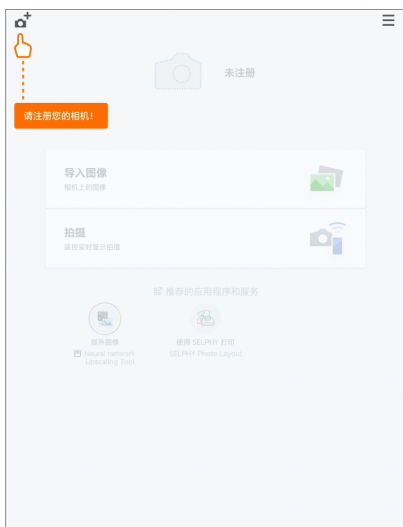 未注册
请注册您的相机!
导入图像
相机上的图像
拍摄
遥控实时显示拍摄
推荐的应用程序和服务
提升图像
Neural network
Upscaling Tool
使用 SELPHY 打印
SELPHY Photo Layout